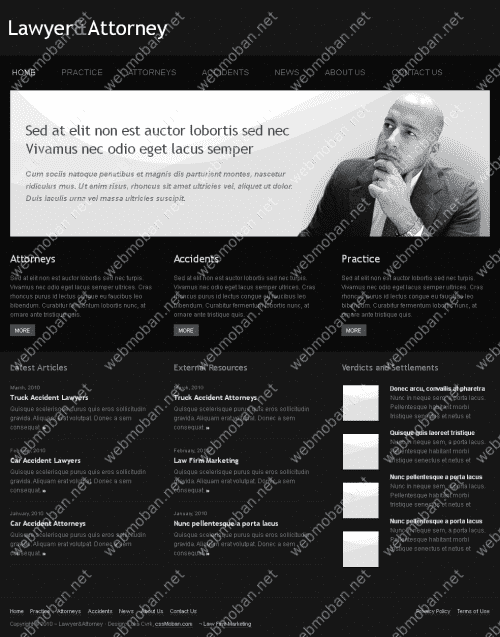 Lawyer&Attorney
HOME PRACTICE ATTORNEYS ACCIDENTS NEWS ABOUT US CONTACT US
Sed at elit non est auctor lobortis sed nec
Vivamus nec odio eget lacus semper
Cum sociis natoque penatibus et magnis dis parturient montes, nascetur
ridiculus mus. Ut enim risus, rhoncus sit amet ultricies vel, aliquet ut dolor.
Duis iaculis urna vel massa ultricies suscipit.
Attorneys
Sed at elit non est auctor lobortis sed nec turpis.
Vivamus nec odio eget lacus semper ultrices. Cras
rhoncus purus id lectus congue eu faucibus leo
bibendum. Curabitur fermentum lobortis nunc, at
ornare ante tristique quis.
MORE
Accidents
Sed at elit non est auctor lobortis sed nec turpis.
Vivamus nec odio eget lacus semper ultrices. Cras
rhoncus purus id lectus congue eu faucibus leo
bibendum. Curabitur fermentum lobortis nunc, at
ornare ante tristique quis.
MORE
Practice
Sed at elit non est auctor lobortis sed nec turpis.
Vivamus nec odio eget lacus semper ultrices. Cras
rhoncus purus id lectus congue eu faucibus leo
bibendum. Curabitur fermentum lobortis nunc, at
ornare ante tristique quis.
MORE
Latest Articles
March, 2010
Truck Accident Lawyers
Quisque scelerisque purus quis eros sollicitudin
gravida. Aliquam erat volutpat. Donec a sem
consequat
February, 2010
Car Accident Lawyers
Quisque scelerisque purus quis eros sollicitudin
gravida. Aliquam erat volutpat. Donec a sem
consequat
January, 2010
Car Accident Attorneys
Quisque scelerisque purus quis eros sollicitudin
gravida. Aliquam erat volutpat. Donec a sem
consequat
External Resources
March, 2010
Truck Accident Attorneys
Quisque scelerisque purus quis eros sollicitudin
gravida. Aliquam erat volutpat. Donec a sem
consequat
February, 2010
Law Firm Marketing
Quisque scelerisque purus quis eros sollicitudin
gravida. Aliquam erat volutpat. Donec a sem
consequat
January, 2010
Nunc pellentesque a porta lacus
Quisque scelerisque purus quis eros sollicitudin
gravida. Aliquam erat volutpat. Donec a sem
consequat
Verdicts and Settlements
Donec arcu, convallis at pharetra
Nunc in neque sem, a porta lacus.
Pellentesque habitant morbi
tristique senectus et netus et
Quisque quis laoreet tristique
Nunc in neque sem, a porta lacus.
Pellentesque habitant morbi
tristique senectus et netus et
Nunc pellentesque a porta lacus
Nunc in neque sem, a porta lacus.
Pellentesque habitant morbi
tristique senectus et netus et
Nunc pellentesque a porta lacus
Nunc in neque sem, a porta lacus.
Pellentesque habitant morbi
tristique senectus et netus et
Home Practice Attorneys Accidents News About Us Contact Us Privacy Policy Terms of Use
Copyright © 2010 - Lawyer&Attorney - Design: cssMoban.com - Law Firm Marketing
webmoban.net